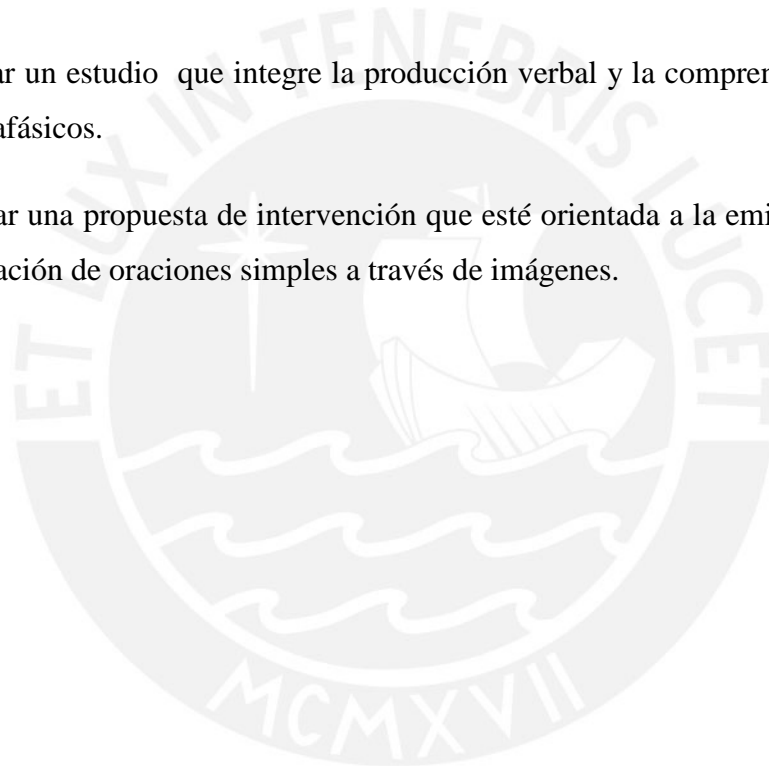 ar un estudio que integre la producción verbal y la compren
afásicos.
ar una propuesta de intervención que esté orientada a la emi
ación de oraciones simples a través de imágenes.
ET LUX IN TENEBRIS LUCET
MCMXVII